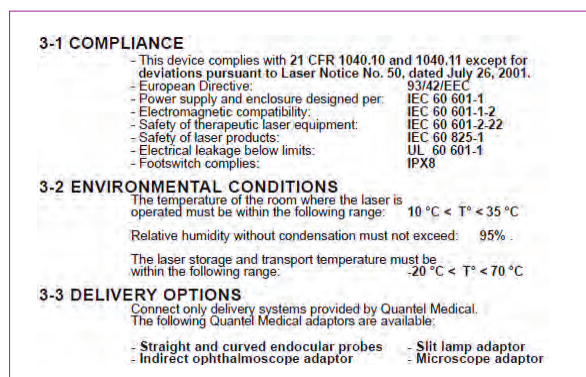 3-1 COMPLIANCE
- This device complies with 21 CFR 1040.10 and 1040.11 except for
deviations pursuant to Laser Notice No. 50, dated July 26, 2001.
- European Directive: 93/42/EEC
- Power supply and enclosure designed per: IEC 60 601-1
- Electromagnetic compatibility: IEC 60 601-1-2
- Safety of therapeutic laser equipment: IEC 60 601-2-22
- Safety of laser products: IEC 60 825-1
- Electrical leakage below limits: UL 60 601-1
- Footswitch complies: IPX8
3-2 ENVIRONMENTAL CONDITIONS
The temperature of the room where the laser is
operated must be within the following range: 10 °C < T° < 35 °C
Relative humidity without condensation must not exceed: 95% .
The laser storage and transport temperature must be
within the following range: -20 °C < T° < 70 °C
3-3 DELIVERY OPTIONS
Connect only delivery systems provided by Quantel Medical.
The following Quantel Medical adaptors are available:
- Straight and curved endocular probes - Slit lamp adaptor
- Indirect ophthalmoscope adaptor - Microscope adaptor